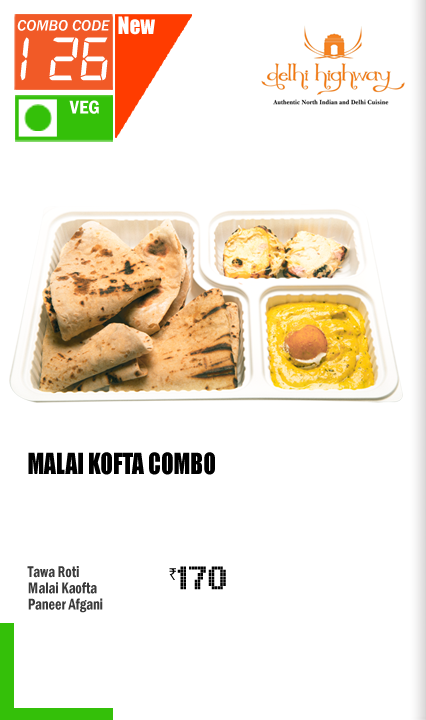 COMBO CODE
126
New
VEG
delhi highway
Authentic North Indian and Delhi Cuisine
MALAI KOFTA COMBO
Tawa Roti
Malai Kaofta
Paneer Afgani
₹170